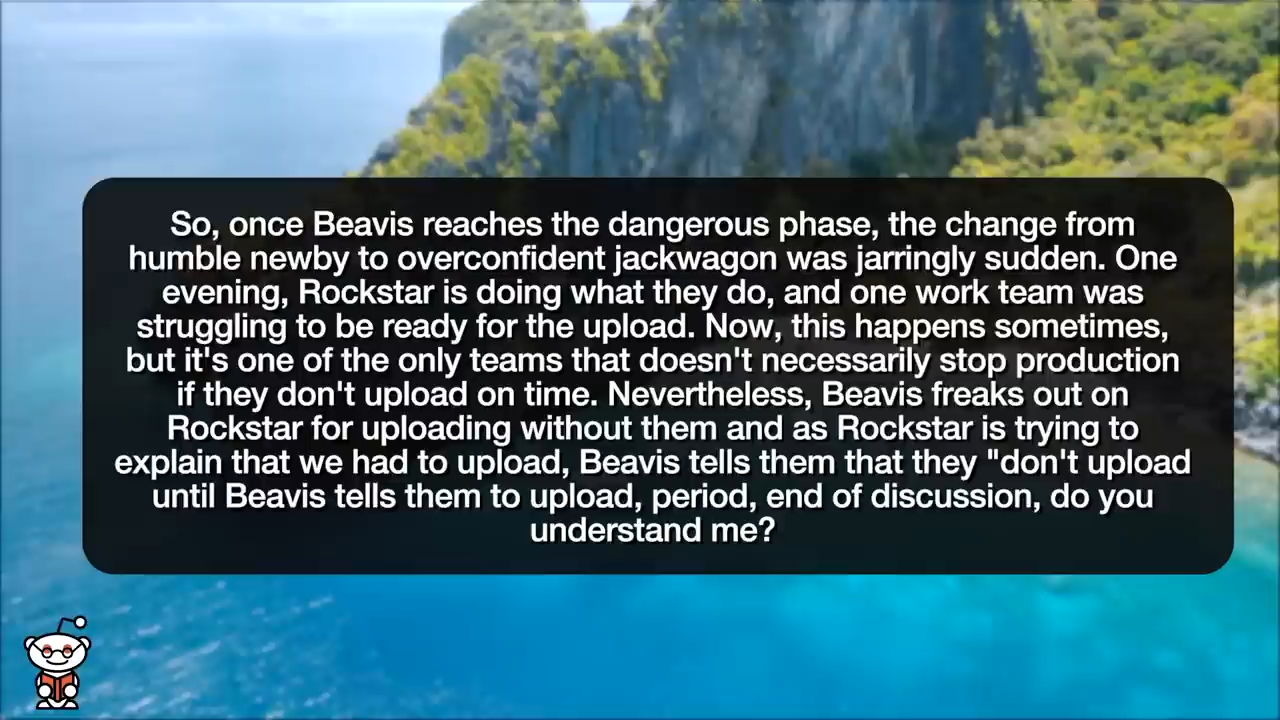 So, once Beavis reaches the dangerous phase, the change from
humble newby to overconfident jackwagon was jarringly sudden. One
evening, Rockstar is doing what they do, and one work team was
struggling to be ready for the upload. Now, this happens sometimes,
but it's one of the only teams that doesn't necessarily stop production
if they don't upload on time. Nevertheless, Beavis freaks out on
Rockstar for uploading without them and as Rockstar is trying to
explain that we had to upload, Beavis tells them that they "don't upload
until Beavis tells them to upload, period, end of discussion, do you
understand me?